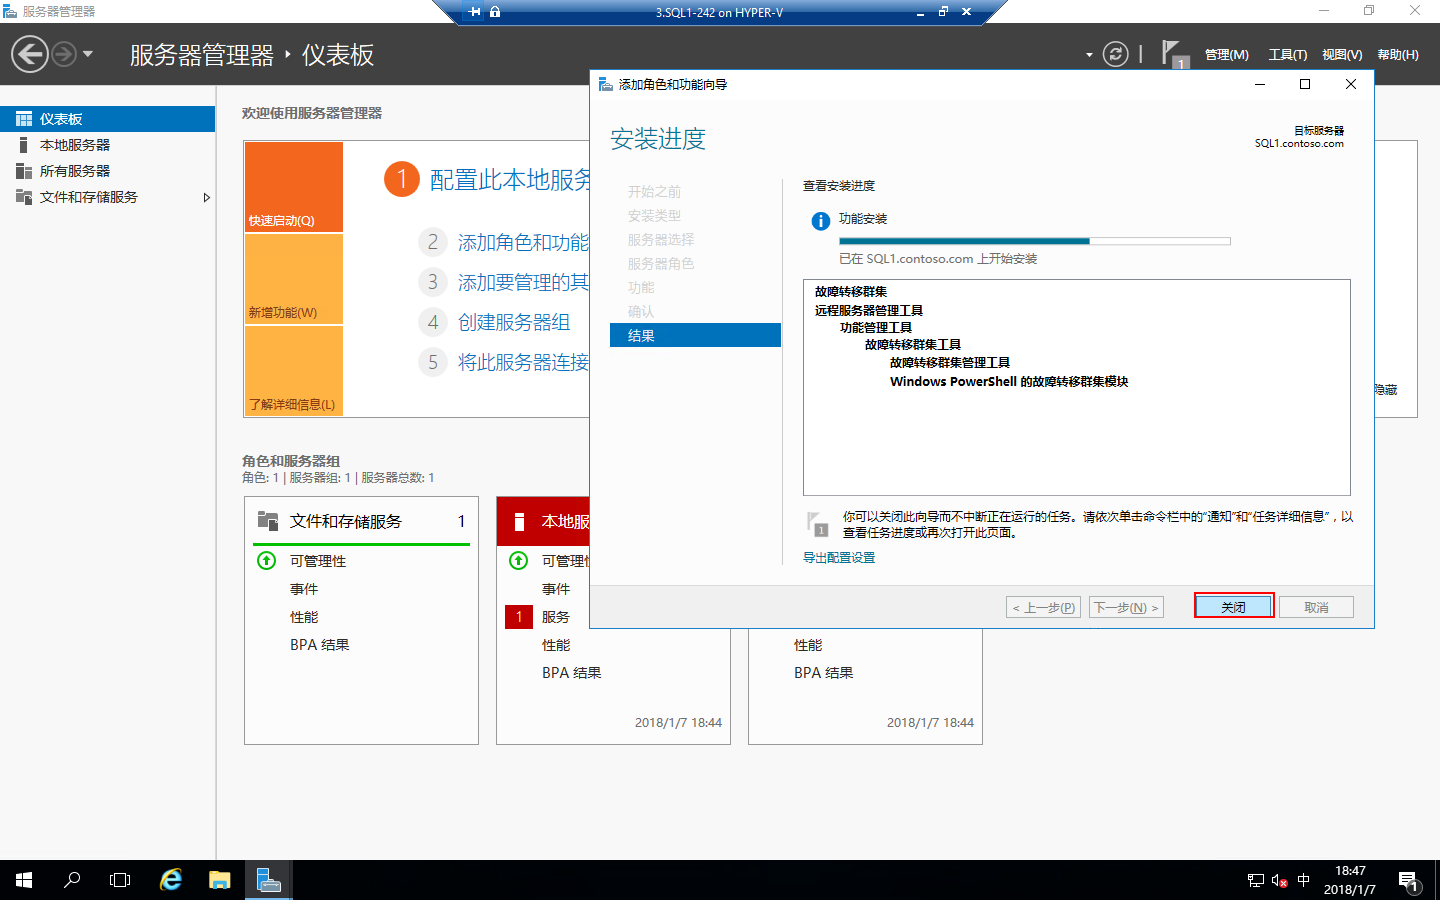 服务器管理器
3.SQL1-242 on HYPER-V
服务器管理器 ‣ 仪表板
1
管理(M) 工具(T) 视图(V) 帮助(H)
仪表板
本地服务器
所有服务器
文件和存储服务
欢迎使用服务器管理器
快速启动(Q)
新增功能(W)
了解详细信息(L)
1 配置此本地服务
2 添加角色和功能
3 添加要管理的其
4 创建服务器组
5 将此服务器连接
隐藏
角色和服务器组
角色: 1 | 服务器组: 1 | 服务器总数: 1
文件和存储服务 1
可管理性
事件
性能
BPA 结果
本地服
可管理性
事件
1 服务
性能
BPA 结果
2018/1/7 18:44
性能
BPA 结果
2018/1/7 18:44
添加角色和功能向导
安装进度
目标服务器
SQL1.contoso.com
开始之前
安装类型
服务器选择
服务器角色
功能
确认
结果
查看安装进度
功能安装
已在 SQL1.contoso.com 上开始安装
故障转移群集
远程服务器管理工具
功能管理工具
故障转移群集工具
故障转移群集管理工具
Windows PowerShell 的故障转移群集模块
1
你可以关闭此向导而不中断正在运行的任务。请依次单击命令栏中的"通知"和"任务详细信息"，以
查看任务进度或再次打开此页面。
导出配置设置
< 上一步(P) 下一步(N) > 关闭 取消
中
18:47
2018/1/7
1